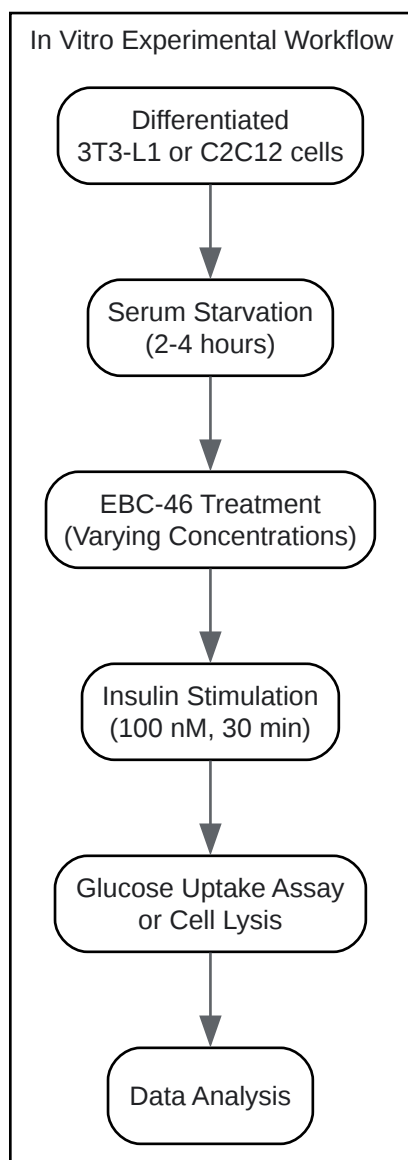 In Vitro Experimental Workflow
Differentiated
3T3-L1 or C2C12 cells
Serum Starvation
(2-4 hours)
EBC-46 Treatment
(Varying Concentrations)
Insulin Stimulation
(100 nM, 30 min)
Glucose Uptake Assay
or Cell Lysis
Data Analysis